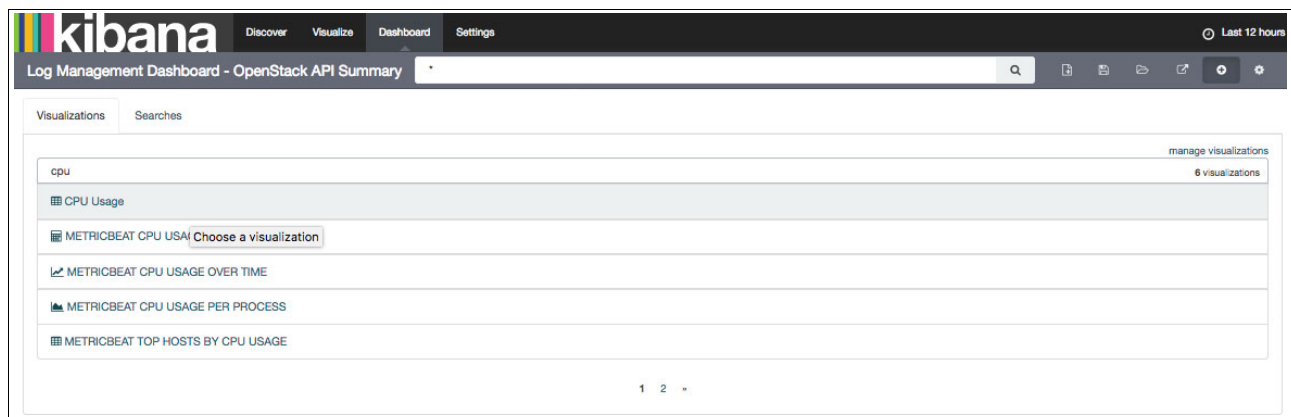 kibana Discover Visualize Dashboard Settings Last 12 hours
Log Management Dashboard - OpenStack API Summary *
Visualizations Searches
manage visualizations
cpu 6 visualizations
CPU Usage
METRICBEAT CPU USA Choose a visualization
METRICBEAT CPU USAGE OVER TIME
METRICBEAT CPU USAGE PER PROCESS
METRICBEAT TOP HOSTS BY CPU USAGE
1 2 »